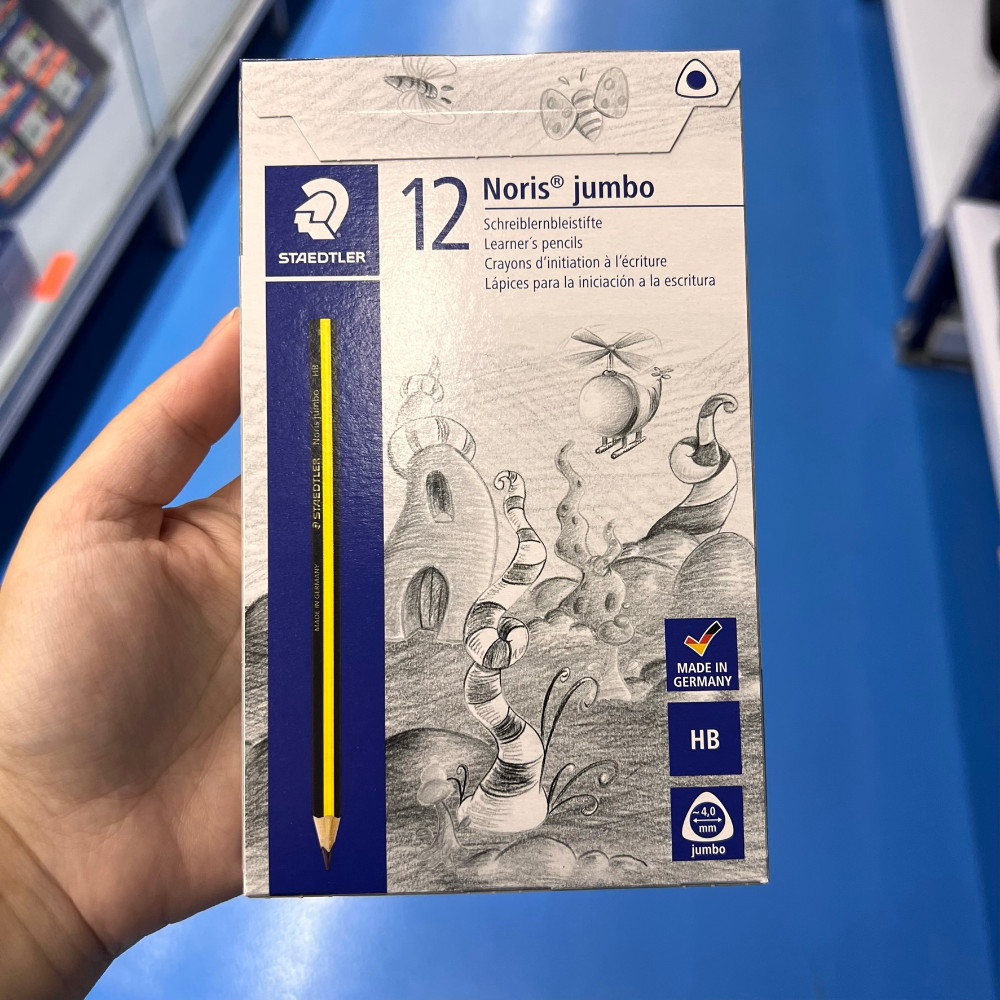 STAEDTLER
12
Noris® jumbo
Schreiblernbleistifte
Learner´s pencils
Crayons d'initiation à l'écriture
Lápices para la iniciación a la escritura
MADE IN GERMANY STAEDTLER Noris jumbo HB
MADE IN
GERMANY
HB
~4,0
mm
jumbo